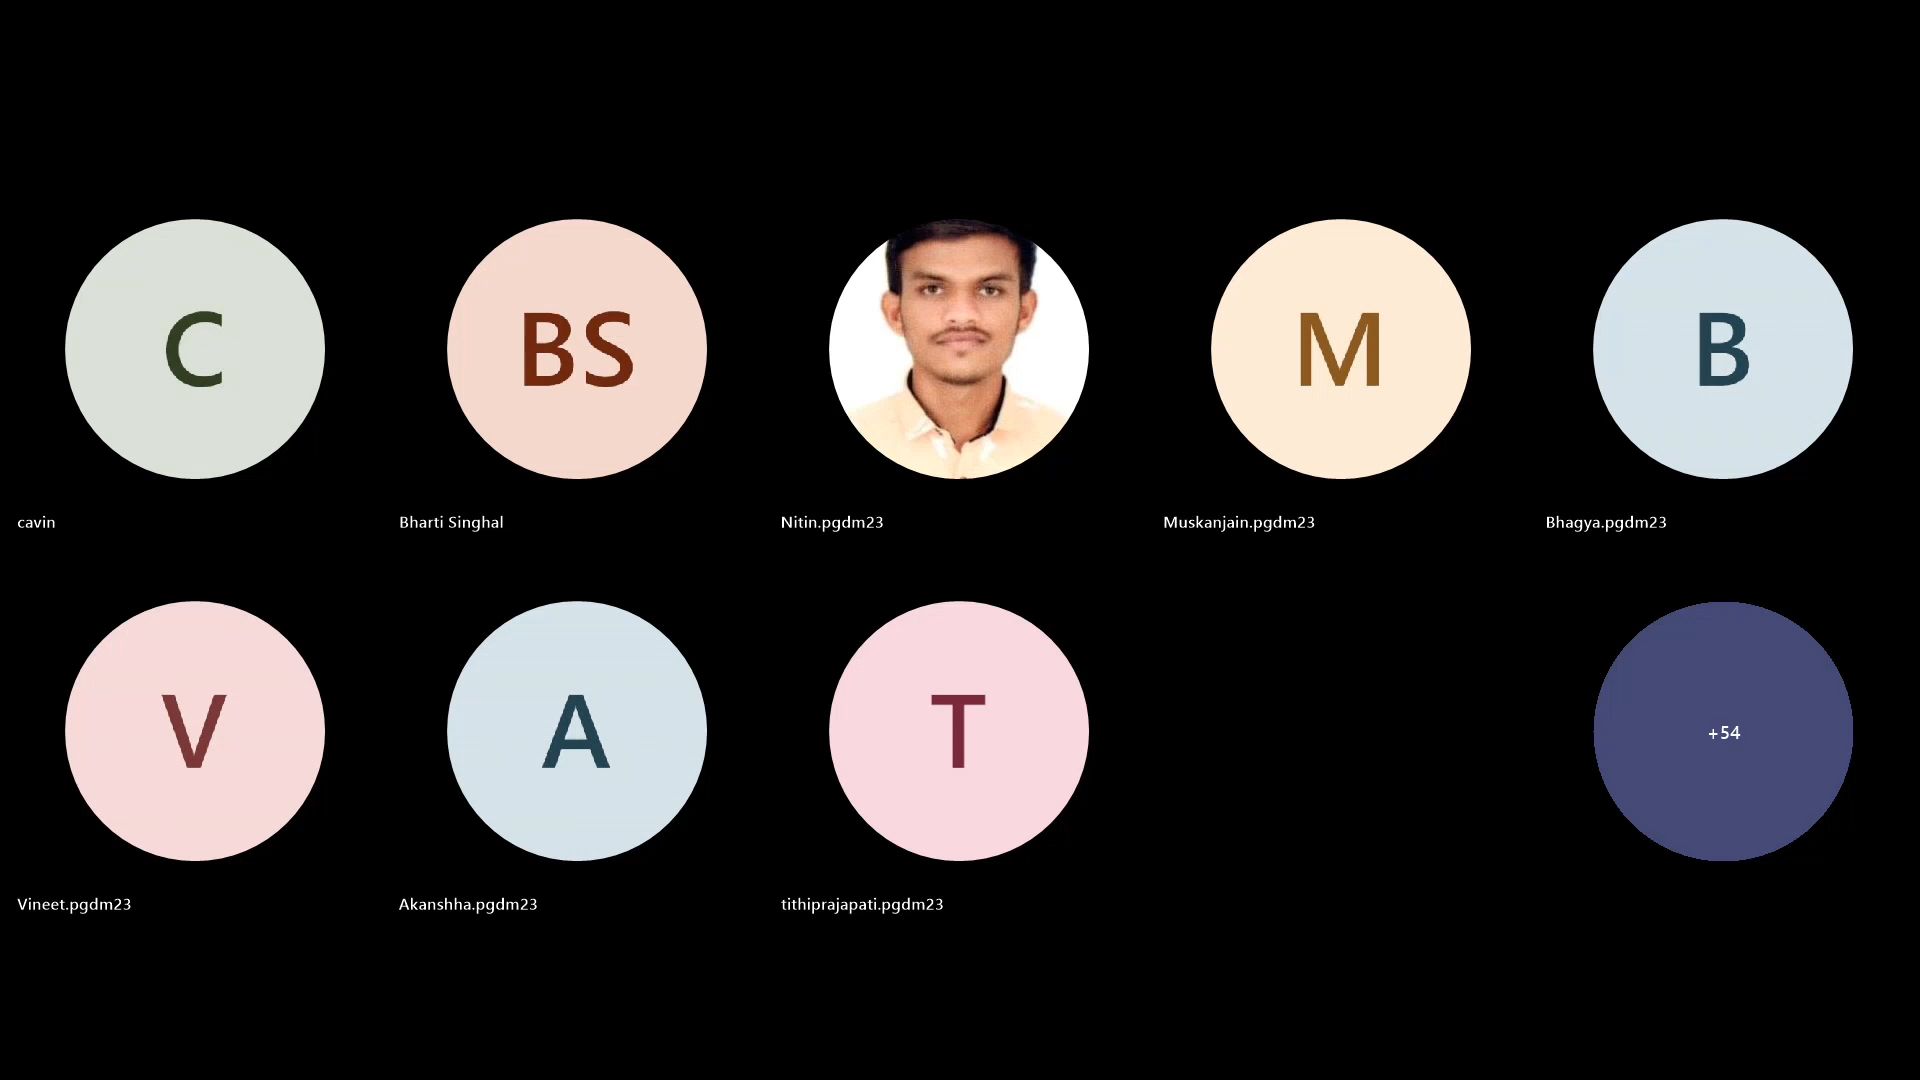 C
BS
M
B
cavin
Bharti Singhal
Nitin.pgdm23
Muskanjain.pgdm23
Bhagya.pgdm23
V
A
T
+54
Vineet.pgdm23
Akanshha.pgdm23
tithiprajapati.pgdm23